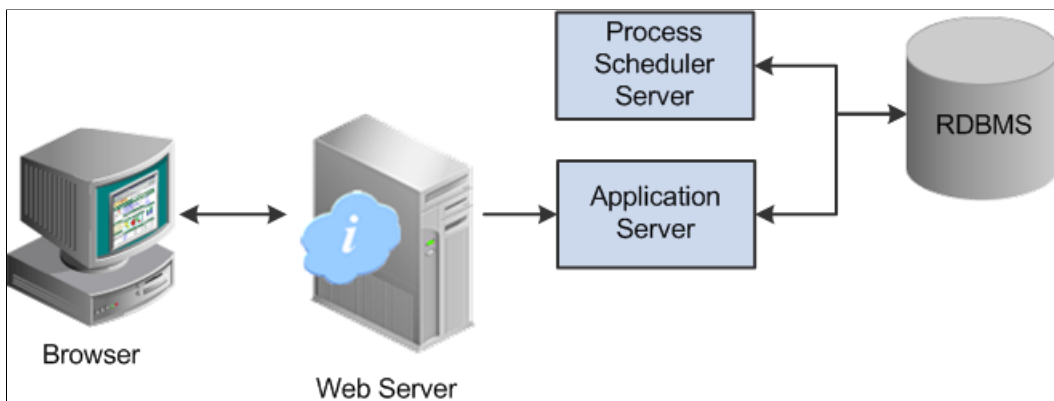 Process
Scheduler
Server
RDBMS
Application
Server
i
Browser
Web Server